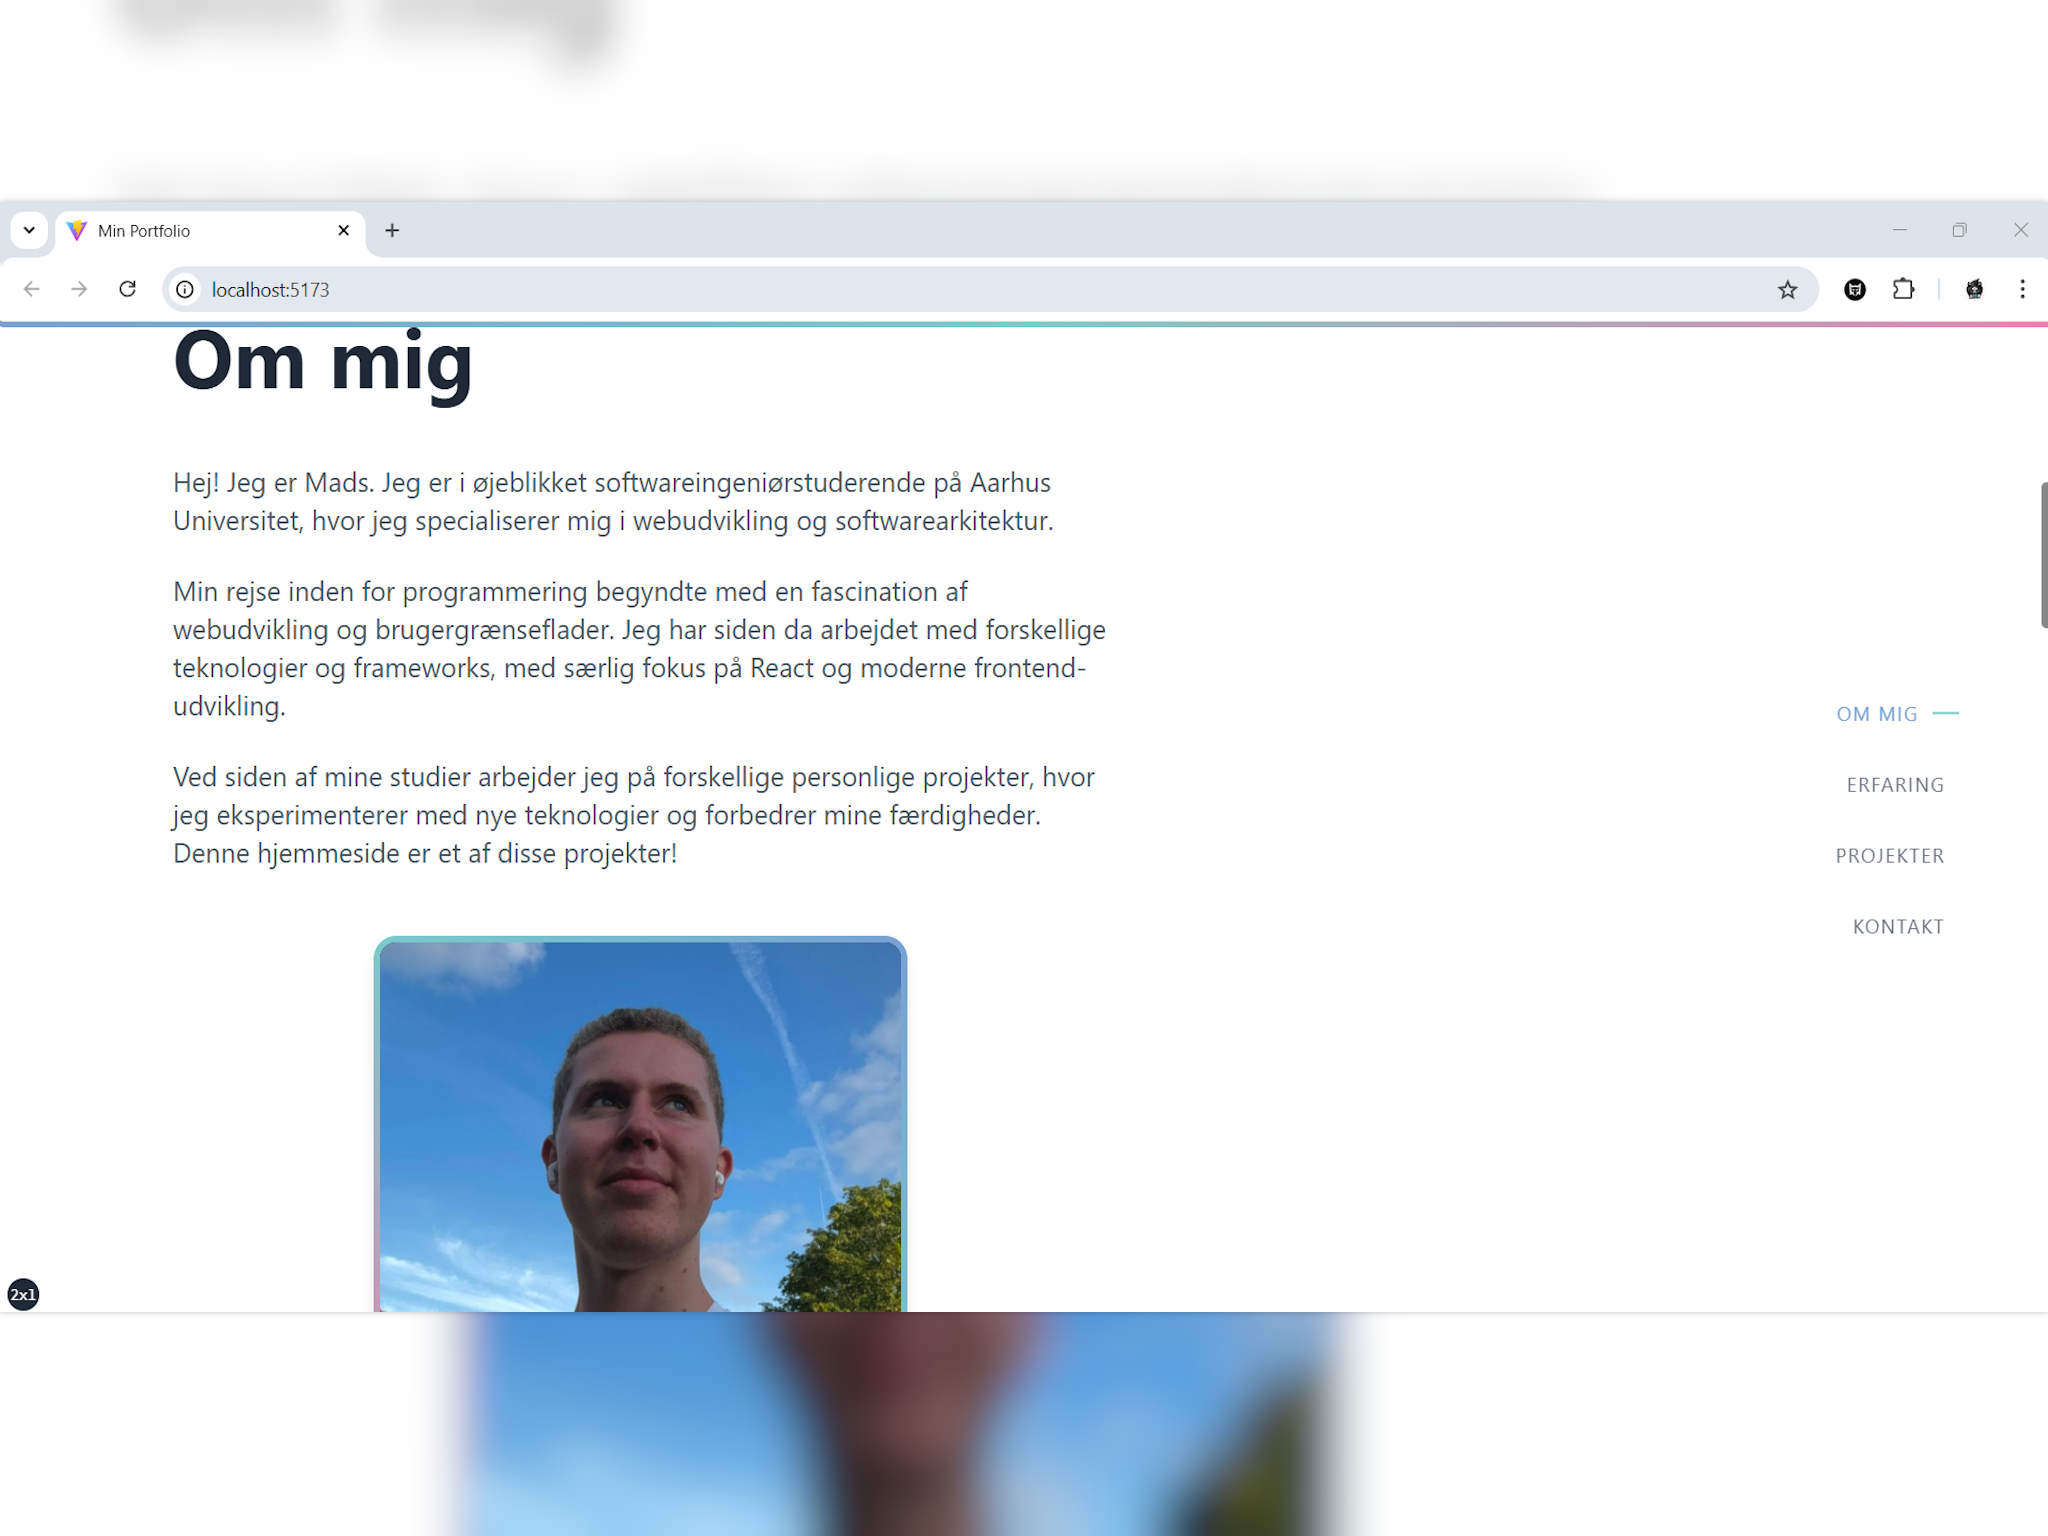 Min Portfolio
localhost:5173
Om mig
Hej! Jeg er Mads. Jeg er i øjeblikket softwareingeniørstuderende på Aarhus
Universitet, hvor jeg specialiserer mig i webudvikling og softwarearkitektur.
Min rejse inden for programmering begyndte med en fascination af
webudvikling og brugergrænseflader. Jeg har siden da arbejdet med forskellige
teknologier og frameworks, med særlig fokus på React og moderne frontend-
udvikling.
Ved siden af mine studier arbejder jeg på forskellige personlige projekter, hvor
jeg eksperimenterer med nye teknologier og forbedrer mine færdigheder.
Denne hjemmeside er et af disse projekter!
OM MIG
ERFARING
PROJEKTER
KONTAKT
2x1